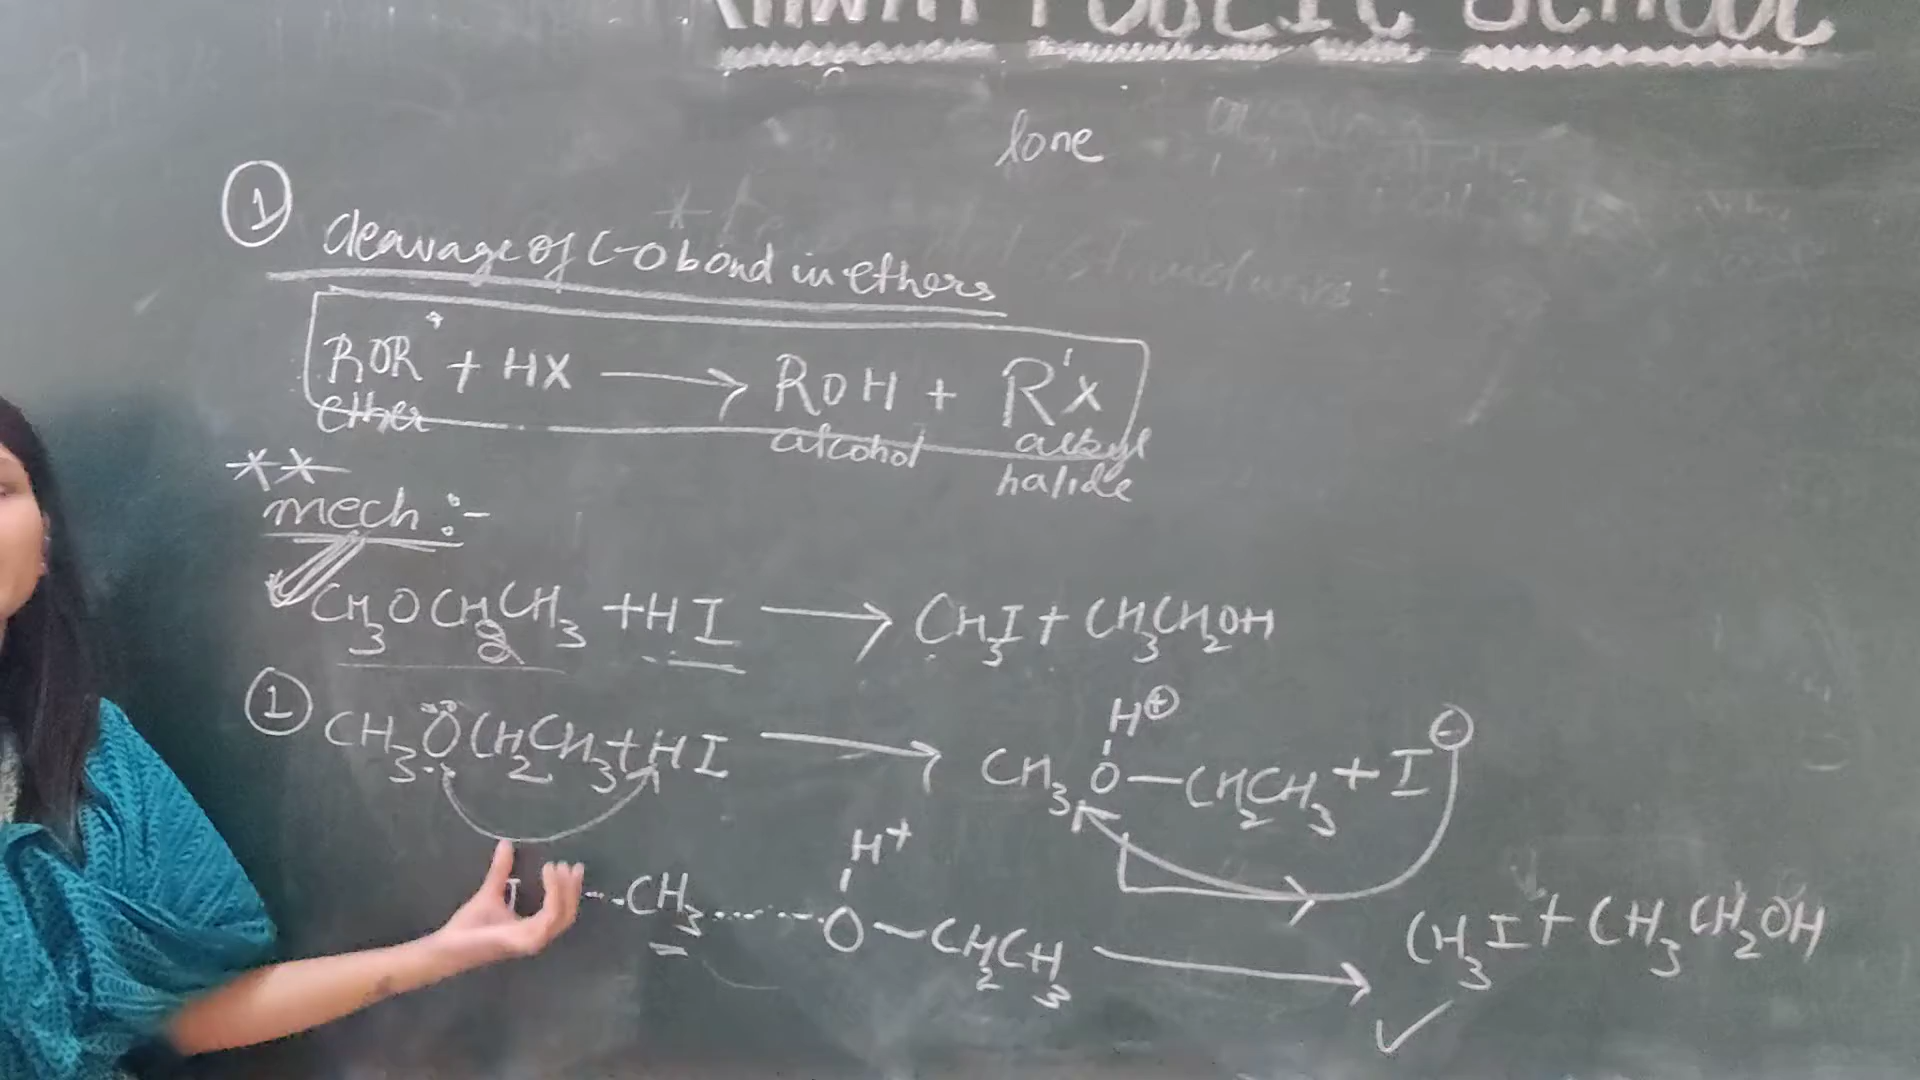 PUBLIC SCHOOL
lone
① Cleavage of C-O bond in ethers
ROR' + HX ⟶ ROH + R'X
ether alcohol alkyl halide
** mech :-
CH₃OCH₂CH₃ + HI ⟶ CH₃I + CH₃CH₂OH
① CH₃ÖCH₂CH₃ + HI ⟶ CH₃O—CH₂CH₃ + I⊖
H⊕
H+
I ---CH₃------O—CH₂CH₃ ⟶ CH₃I + CH₃CH₂OH ✓